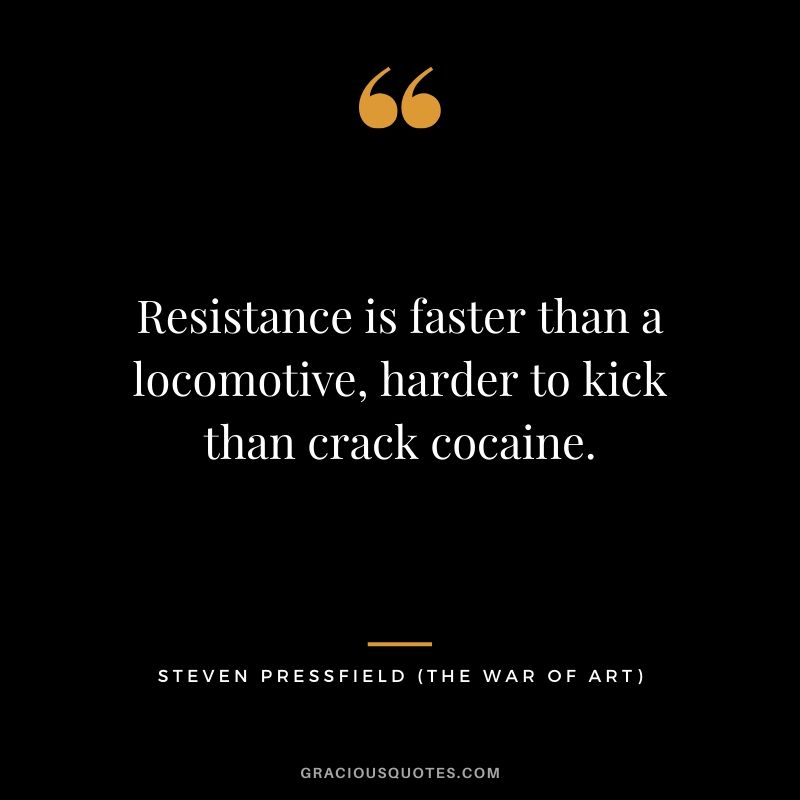 “
Resistance is faster than a
locomotive, harder to kick
than crack cocaine.
STEVEN PRESSFIELD (THE WAR OF ART)
GRACIOUSQUOTES.COM